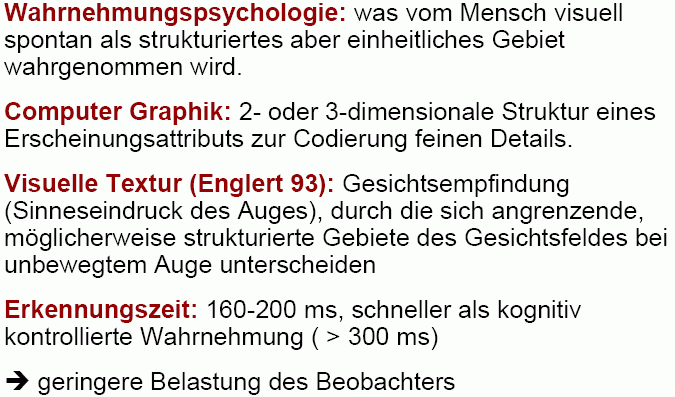 Wahrnehmungspsychologie: was vom Mensch visuell
spontan als strukturiertes aber einheitliches Gebiet
wahrgenommen wird.
Computer Graphik: 2- oder 3-dimensionale Struktur eines
Erscheinungsattributs zur Codierung feinen Details.
Visuelle Textur (Englert 93): Gesichtsempfindung
(Sinneseindruck des Auges), durch die sich angrenzende,
möglicherweise strukturierte Gebiete des Gesichtsfeldes bei
unbewegtem Auge unterscheiden
Erkennungszeit: 160-200 ms, schneller als kognitiv
kontrollierte Wahrnehmung ( > 300 ms)
➔ geringere Belastung des Beobachters